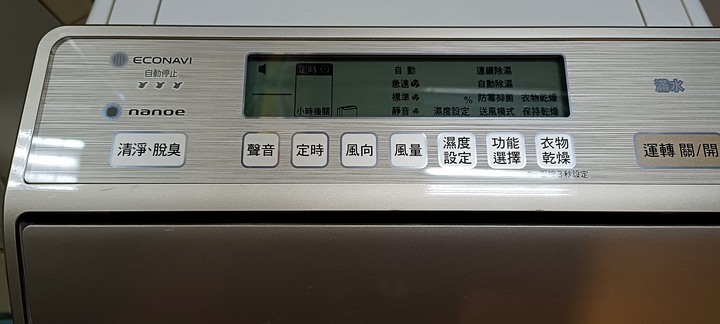 ECONAVI
自動停止
nanoe
清淨、脫臭
定時
小時後關
自動
急速
標準
靜音
%
濕度設定
連續除濕
自動除濕
防霉抑菌 衣物乾燥
送風模式 保持乾燥
滿水
聲音
定時
風向
風量
濕度
設定
功能
選擇
衣物
乾燥
3秒設定
運轉 關/開